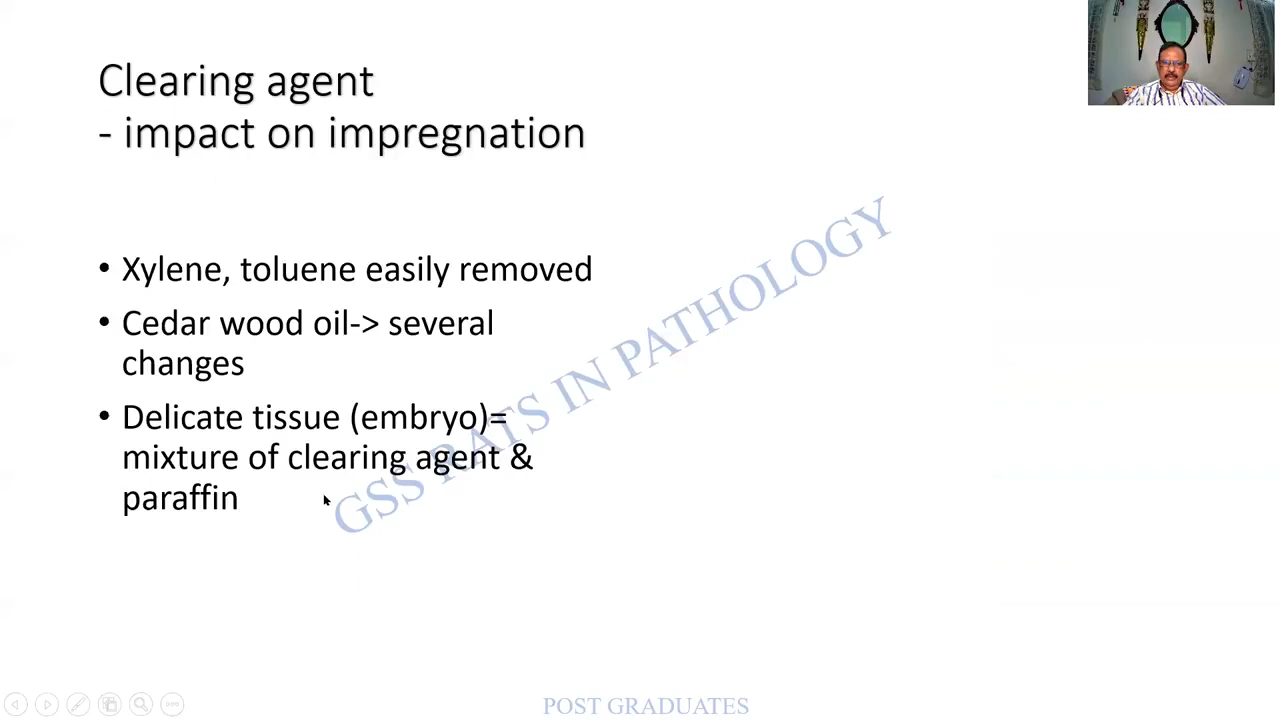 Clearing agent
- impact on impregnation
• Xylene, toluene easily removed
• Cedar wood oil-> several
changes
• Delicate tissue (embryo)=
mixture of clearing agent &
paraffin
GSS RATS IN PATHOLOGY
POST GRADUATES